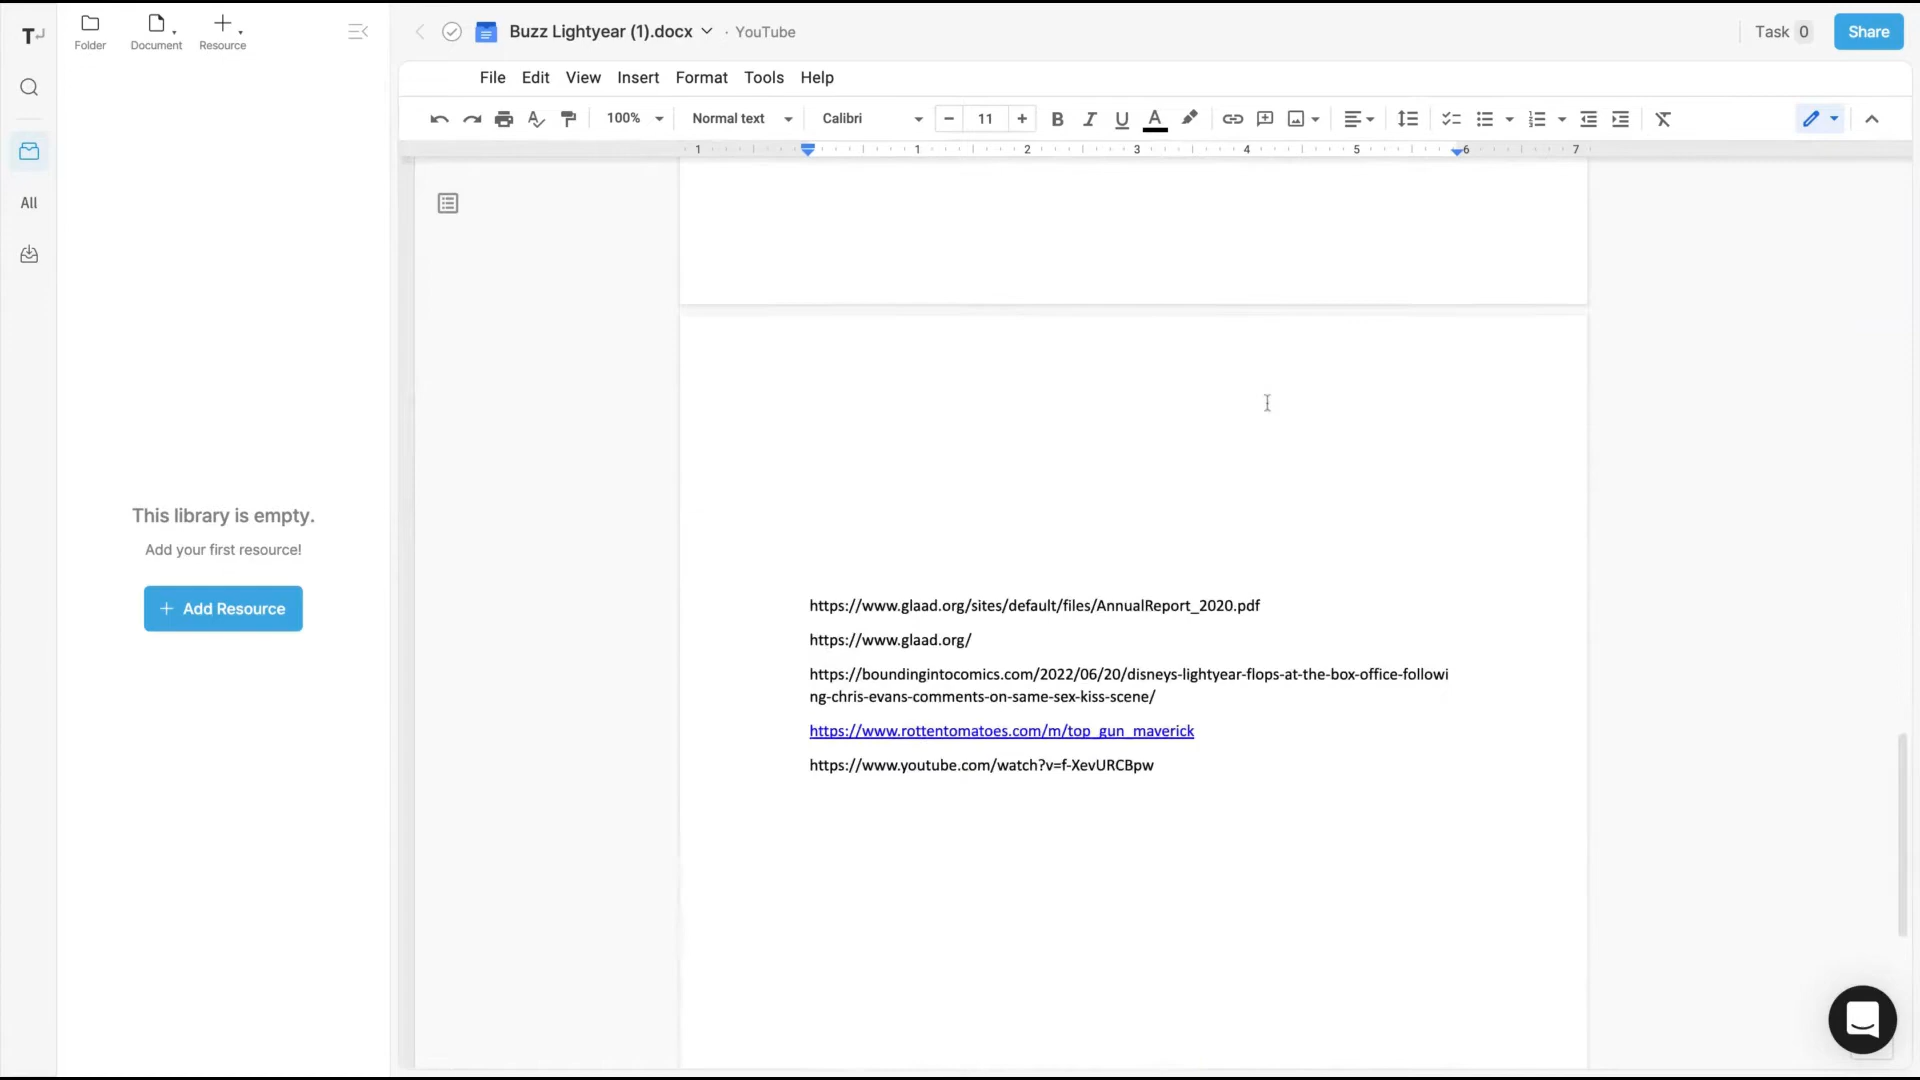 T
Folder
Document
Resource
Buzz Lightyear (1).docx
· YouTube
Task 0
Share
File Edit View Insert Format Tools Help
100%
Normal text
Calibri
− 11 +
B I U A
1 1 2 3 4 5 6 7
All
This library is empty.
Add your first resource!
+ Add Resource
https://www.glaad.org/sites/default/files/AnnualReport_2020.pdf
https://www.glaad.org/
https://boundingintocomics.com/2022/06/20/disneys-lightyear-flops-at-the-box-office-followi
ng-chris-evans-comments-on-same-sex-kiss-scene/
https://www.rottentomatoes.com/m/top_gun_maverick
https://www.youtube.com/watch?v=f-XevURCBpw